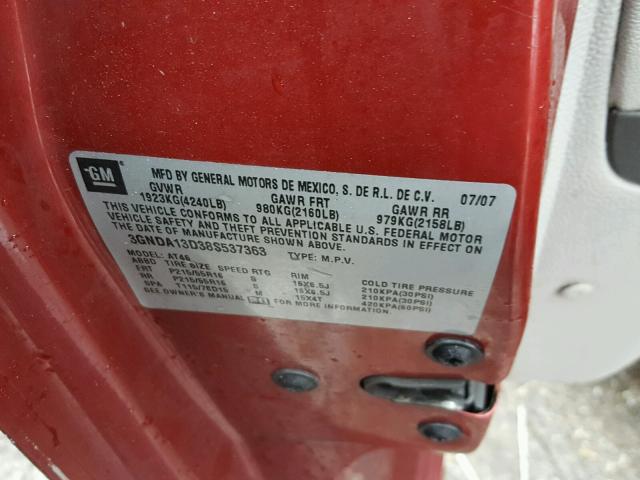 GM
MFD BY GENERAL MOTORS DE MEXICO, S. DE R.L. DE C.V. 07/07
GVWR GAWR FRT GAWR RR
1923KG(4240LB) 980KG(2160LB) 979KG(2158LB)
THIS VEHICLE CONFORMS TO ALL APPLICABLE U.S. FEDERAL MOTOR
VEHICLE SAFETY AND THEFT PREVENTION STANDARDS IN EFFECT ON
THE DATE OF MANUFACTURE SHOWN ABOVE.
3GNDA13D38S537363 TYPE: M.P.V.
MODEL: AT46
TIRE SIZE SPEED RTG RIM COLD TIRE PRESSURE
FRT P215/55R16 S 16X6.5J 210KPA(30PSI)
RR P215/55R16 S 16X6.5J 210KPA(30PSI)
SPA T115/70D15 M 15X4T 420KPA(60PSI)
SEE OWNER'S MANUAL FOR MORE INFORMATION.